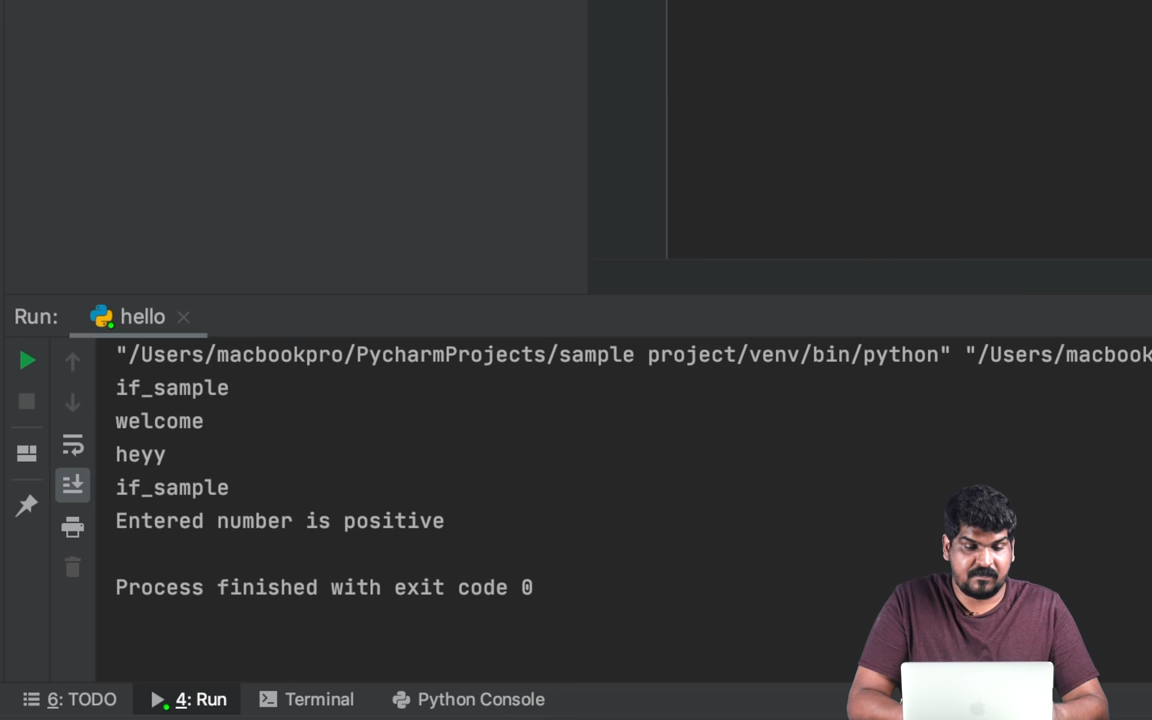 Run: hello
"/Users/macbookpro/PycharmProjects/sample project/venv/bin/python" "/Users/macbook
if_sample
welcome
heyy
if_sample
Entered number is positive
Process finished with exit code 0
6: TODO 4: Run Terminal Python Console